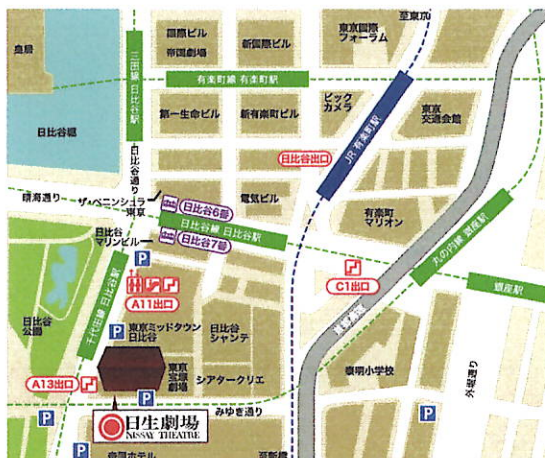 至東京
国際ビル
帝国劇場
新国際ビル
東京国際
フォーラム
皇居
三田線 日比谷駅
有楽町線 有楽町駅
第一生命ビル
新有楽町ビル
ビック
カメラ
東京
交通会館
日比谷濠
日比谷通り
日比谷出口
JR 有楽町駅
晴海通り
ザ・ペニンシュラ
東京
日比谷6番
電気ビル
有楽町
マリオン
日比谷
マリンビル
日比谷7番
日比谷線 日比谷駅
丸の内線 銀座駅
P
C1出口
銀座駅
A11出口
千代田線 日比谷駅
日比谷
公園
P
東京ミッドタウン
日比谷
日比谷
シャンテ
東京
宝塚
劇場
シアタークリエ
泰明小学校
外堀通り
A13出口
P
P
みゆき通り
P
日生劇場
NISSAY THEATRE
P
帝国ホテル
至新橋